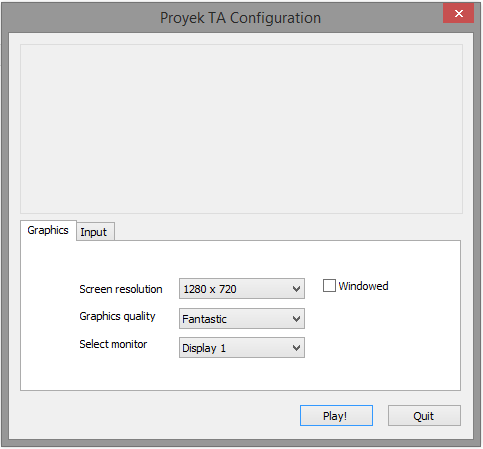 Proyek TA Configuration
Graphics
Input
Screen resolution 1280 x 720 Windowed
Graphics quality Fantastic
Select monitor Display 1
Play! Quit